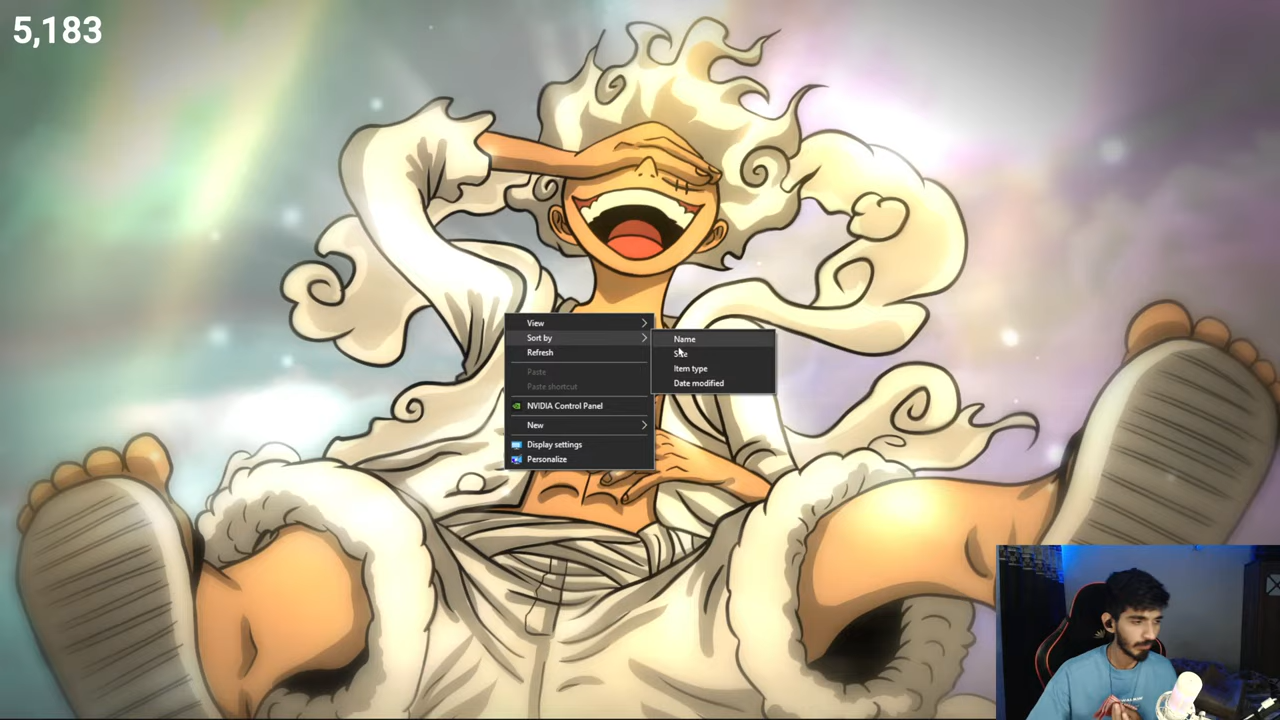 5,183
View
Sort by
Refresh
Paste
Paste shortcut
NVIDIA Control Panel
New
Display settings
Personalize
Name
Size
Item type
Date modified